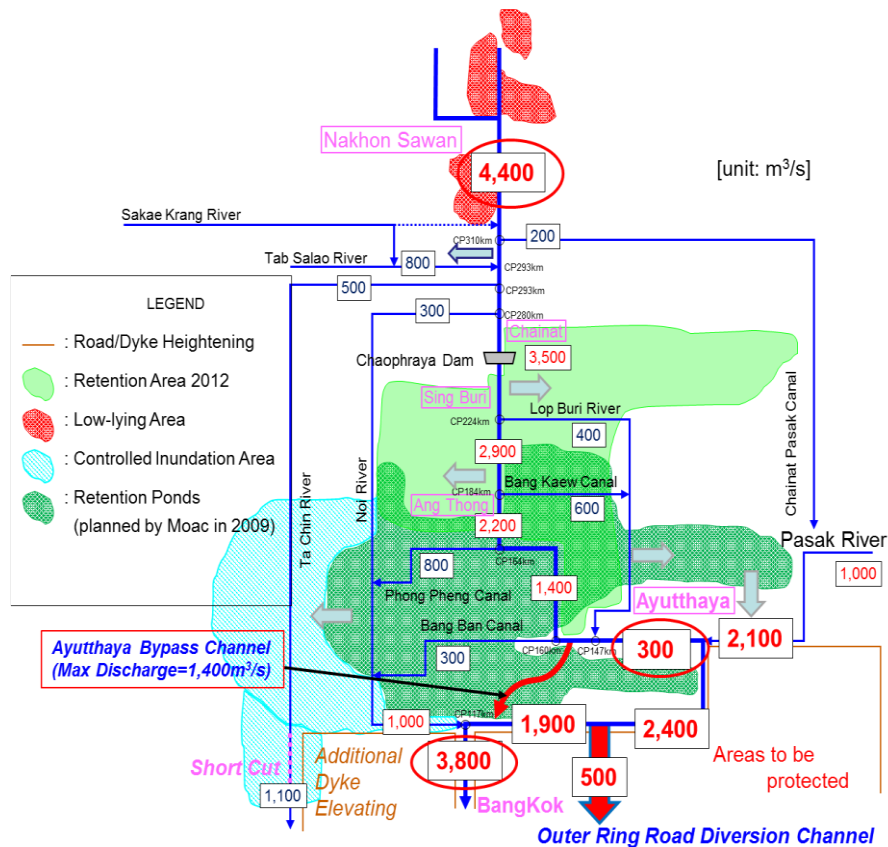 Nakhon Sawan
4,400
[unit: m³/s]
Sakae Krang River
CP310km
200
Tab Salao River
800
CP293km
500
CP293km
300
CP280km
LEGEND
: Road/Dyke Heightening
: Retention Area 2012
: Low-lying Area
: Controlled Inundation Area
: Retention Ponds
(planned by Moac in 2009)
Chainat
Chaophraya Dam
3,500
Sing Buri
Lop Buri River
CP224km
400
2,900
Bang Kaew Canal
CP184km
600
Ang Thong
2,200
Ta Chin River
Noi River
Chainat Pasak Canal
Pasak River
1,000
CP164km
800
1,400
Phong Pheng Canal
Ayutthaya
Bang Ban Canal
300
CP160km
CP147km
300
2,100
Ayutthaya Bypass Channel
(Max Discharge=1,400m³/s)
CP117km
1,000
1,900
2,400
Short Cut
Additional
Dyke
Elevating
3,800
500
Areas to be
protected
1,100
BangKok
Outer Ring Road Diversion Channel